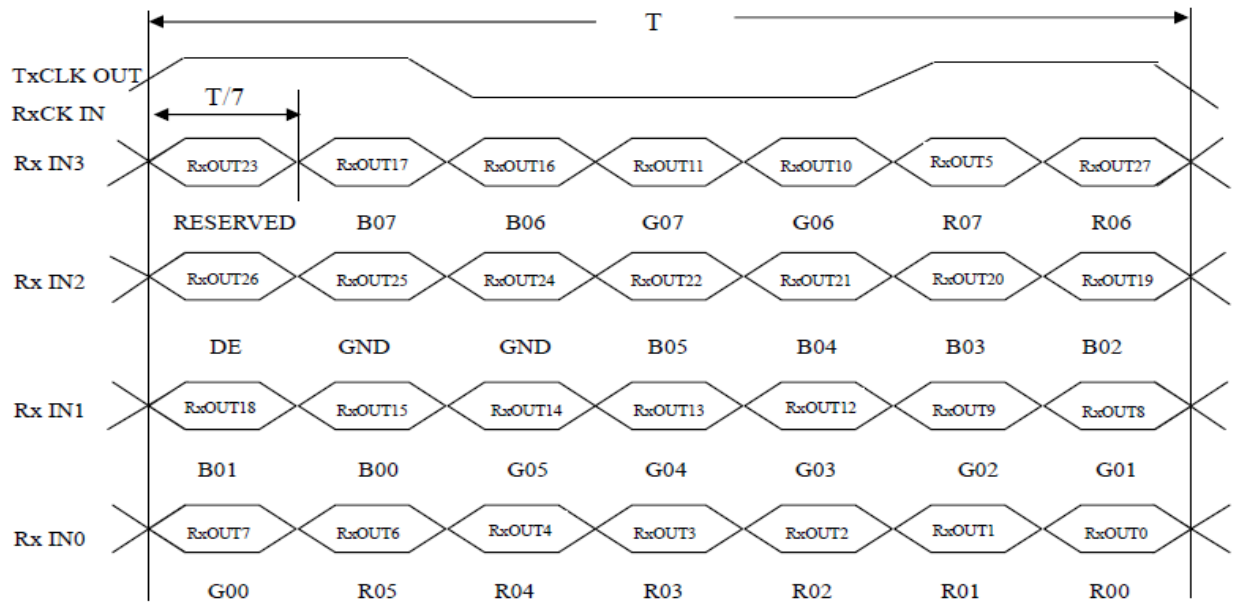 T
TxCLK OUT
T/7
RxCK IN
Rx IN3 RxOUT23 RxOUT17 RxOUT16 RxOUT11 RxOUT10 RxOUT5 RxOUT27
RESERVED B07 B06 G07 G06 R07 R06
Rx IN2 RxOUT26 RxOUT25 RxOUT24 RxOUT22 RxOUT21 RxOUT20 RxOUT19
DE GND GND B05 B04 B03 B02
Rx IN1 RxOUT18 RxOUT15 RxOUT14 RxOUT13 RxOUT12 RxOUT9 RxOUT8
B01 B00 G05 G04 G03 G02 G01
Rx IN0 RxOUT7 RxOUT6 RxOUT4 RxOUT3 RxOUT2 RxOUT1 RxOUT0
G00 R05 R04 R03 R02 R01 R00